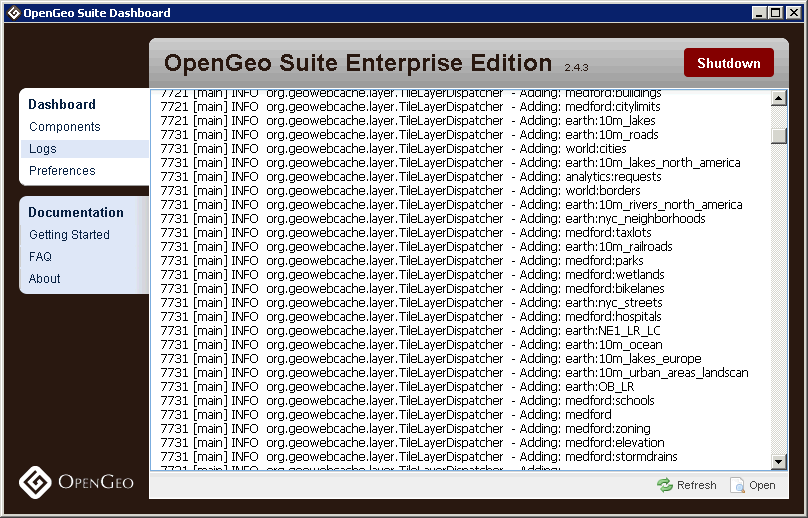 OpenGeo Suite Dashboard
OpenGeo Suite Enterprise Edition 2.4.3
Shutdown
Dashboard
Components
Logs
Preferences
Documentation
Getting Started
FAQ
About
7721 [main] INFO org.geowebcache.layer.TileLayerDispatcher - Adding: medford:buildings
7721 [main] INFO org.geowebcache.layer.TileLayerDispatcher - Adding: medford:citylimits
7721 [main] INFO org.geowebcache.layer.TileLayerDispatcher - Adding: earth:10m_lakes
7731 [main] INFO org.geowebcache.layer.TileLayerDispatcher - Adding: earth:10m_roads
7731 [main] INFO org.geowebcache.layer.TileLayerDispatcher - Adding: world:cities
7731 [main] INFO org.geowebcache.layer.TileLayerDispatcher - Adding: earth:10m_lakes_north_america
7731 [main] INFO org.geowebcache.layer.TileLayerDispatcher - Adding: analytics:requests
7731 [main] INFO org.geowebcache.layer.TileLayerDispatcher - Adding: world:borders
7731 [main] INFO org.geowebcache.layer.TileLayerDispatcher - Adding: earth:10m_rivers_north_america
7731 [main] INFO org.geowebcache.layer.TileLayerDispatcher - Adding: earth:nyc_neighborhoods
7731 [main] INFO org.geowebcache.layer.TileLayerDispatcher - Adding: medford:taxlots
7731 [main] INFO org.geowebcache.layer.TileLayerDispatcher - Adding: earth:10m_railroads
7731 [main] INFO org.geowebcache.layer.TileLayerDispatcher - Adding: medford:parks
7731 [main] INFO org.geowebcache.layer.TileLayerDispatcher - Adding: medford:wetlands
7731 [main] INFO org.geowebcache.layer.TileLayerDispatcher - Adding: medford:bikelanes
7731 [main] INFO org.geowebcache.layer.TileLayerDispatcher - Adding: earth:nyc_streets
7731 [main] INFO org.geowebcache.layer.TileLayerDispatcher - Adding: medford:hospitals
7731 [main] INFO org.geowebcache.layer.TileLayerDispatcher - Adding: earth:NE1_LR_LC
7731 [main] INFO org.geowebcache.layer.TileLayerDispatcher - Adding: earth:10m_ocean
7731 [main] INFO org.geowebcache.layer.TileLayerDispatcher - Adding: earth:10m_lakes_europe
7731 [main] INFO org.geowebcache.layer.TileLayerDispatcher - Adding: earth:10m_urban_areas_landscan
7731 [main] INFO org.geowebcache.layer.TileLayerDispatcher - Adding: earth:OB_LR
7731 [main] INFO org.geowebcache.layer.TileLayerDispatcher - Adding: medford:schools
7731 [main] INFO org.geowebcache.layer.TileLayerDispatcher - Adding: medford
7731 [main] INFO org.geowebcache.layer.TileLayerDispatcher - Adding: medford:zoning
7731 [main] INFO org.geowebcache.layer.TileLayerDispatcher - Adding: medford:elevation
7731 [main] INFO org.geowebcache.layer.TileLayerDispatcher - Adding: medford:stormdrains
7731 [main] INFO org.geowebcache.layer.TileLayerDispatcher - Adding:
OPENGEO
Refresh
Open